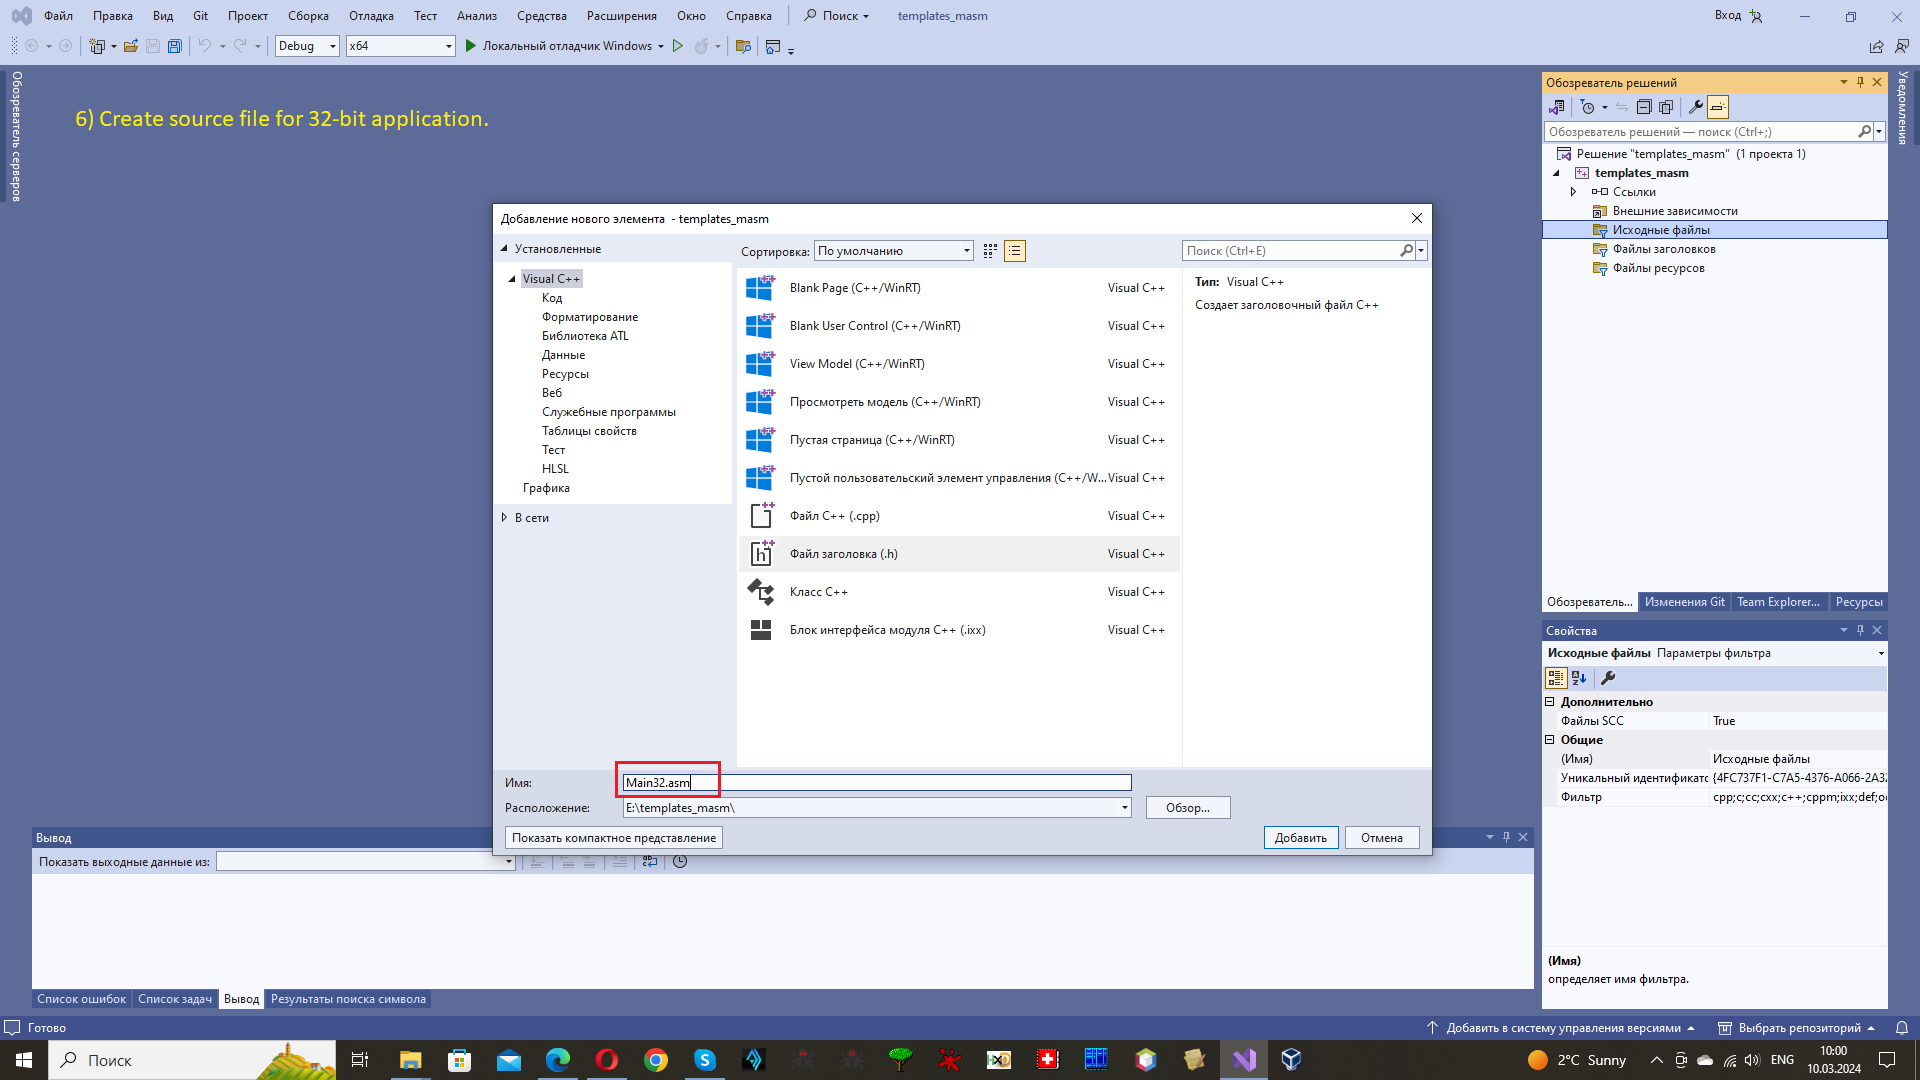 Файл Правка Вид Git Проект Сборка Отладка Тест Анализ Средства Расширения Окно Справка Поиск templates_masm Вход
Debug x64 Локальный отладчик Windows
Обозреватель серверов
6) Create source file for 32-bit application.
Добавление нового элемента - templates_masm
Установленные
Visual C++
Код
Форматирование
Библиотека ATL
Данные
Ресурсы
Веб
Служебные программы
Таблицы свойств
Тест
HLSL
Графика
В сети
Сортировка: По умолчанию
Поиск (Ctrl+E)
Blank Page (C++/WinRT) Visual C++
Blank User Control (C++/WinRT) Visual C++
View Model (C++/WinRT) Visual C++
Просмотреть модель (C++/WinRT) Visual C++
Пустая страница (C++/WinRT) Visual C++
Пустой пользовательский элемент управления (C++/W... Visual C++
Файл C++ (.cpp) Visual C++
Файл заголовка (.h) Visual C++
Класс C++ Visual C++
Блок интерфейса модуля C++ (.ixx) Visual C++
Тип: Visual C++
Создает заголовочный файл C++
Имя: Main32.asm
Расположение: E:\templates_masm\ Обзор...
Показать компактное представление Добавить Отмена
Обозреватель решений
Обозреватель решений — поиск (Ctrl+;)
Решение "templates_masm" (1 проекта 1)
templates_masm
Ссылки
Внешние зависимости
Исходные файлы
Файлы заголовков
Файлы ресурсов
Обозреватель... Изменения Git Team Explorer... Ресурсы
Уведомления
Свойства
Исходные файлы Параметры фильтра
Дополнительно
Файлы SCC True
Общие
(Имя) Исходные файлы
Уникальный идентификатс {4FC737F1-C7A5-4376-A066-2A32
Фильтр cpp;c;cc;cxx;c++;cppm;ixx;def;oc
(Имя)
определяет имя фильтра.
Вывод
Показать выходные данные из:
Список ошибок Список задач Вывод Результаты поиска символа
Готово Добавить в систему управления версиями Выбрать репозиторий
Поиск
2°C Sunny ENG
10:00
10.03.2024